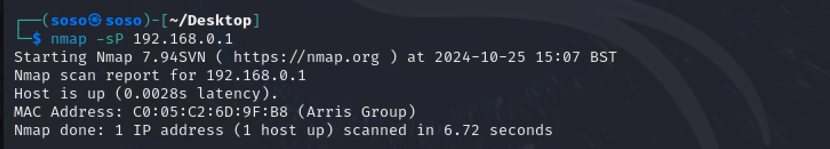 ┌──(soso㉿soso)-[~/Desktop]
└─$ nmap -sP 192.168.0.1
Starting Nmap 7.94SVN ( https://nmap.org ) at 2024-10-25 15:07 BST
Nmap scan report for 192.168.0.1
Host is up (0.0028s latency).
MAC Address: C0:05:C2:6D:9F:B8 (Arris Group)
Nmap done: 1 IP address (1 host up) scanned in 6.72 seconds